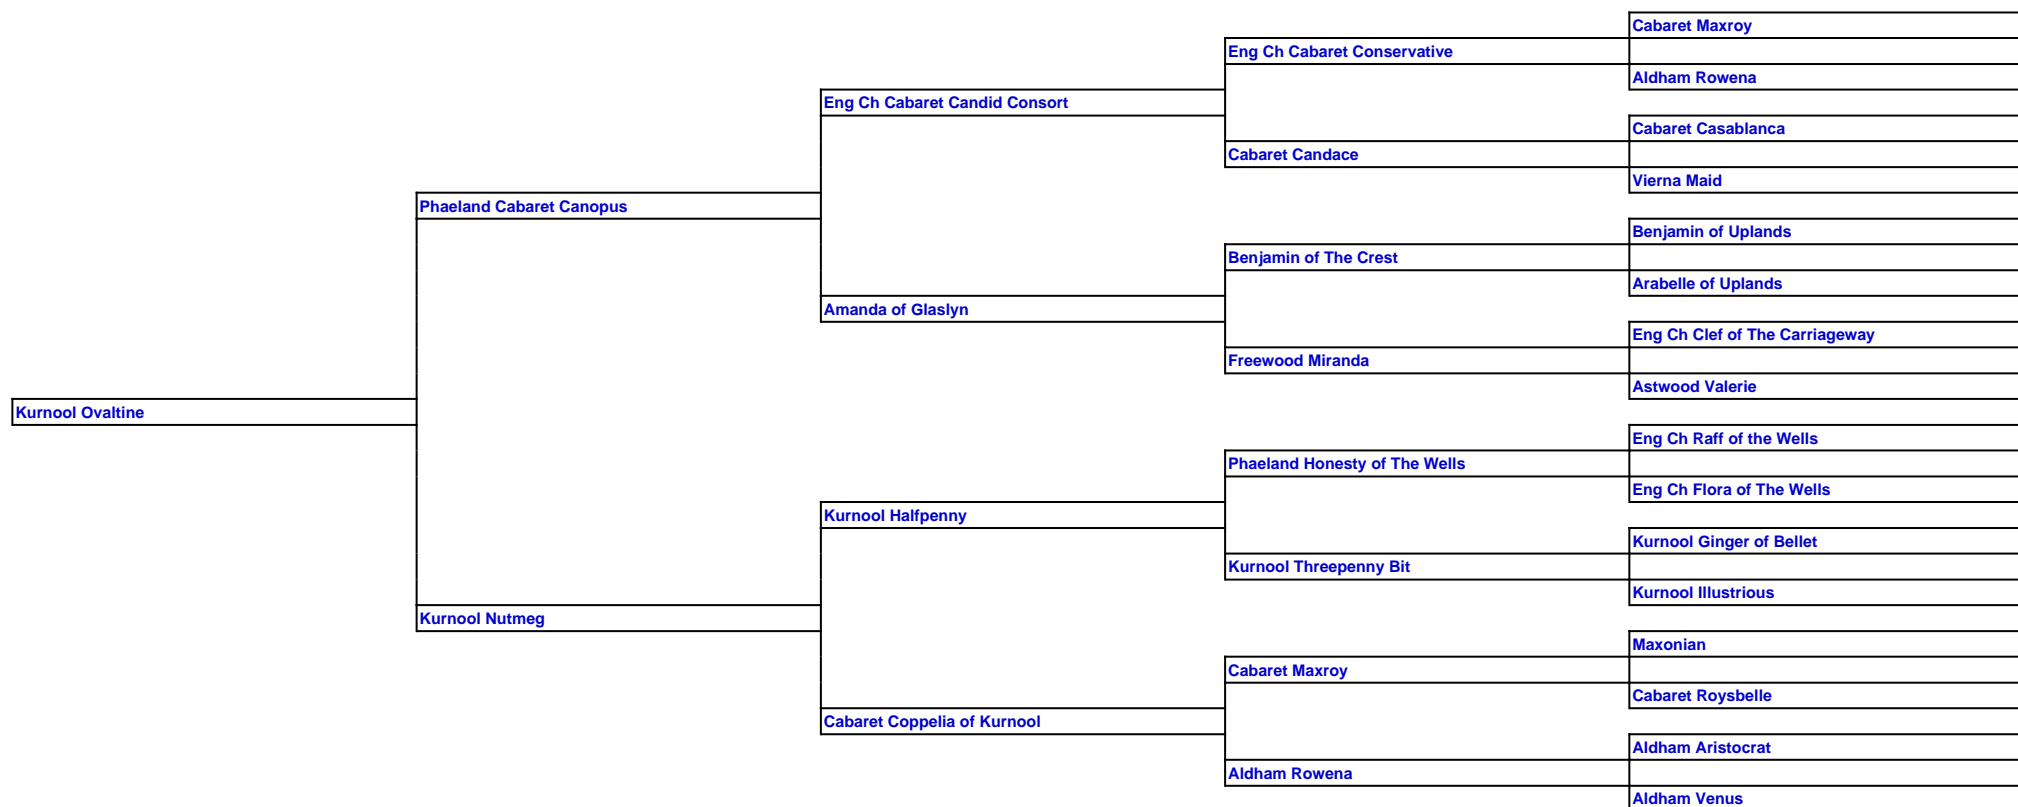 Cabaret Maxroy
Eng Ch Cabaret Conservative
Aldham Rowena
Eng Ch Cabaret Candid Consort
Cabaret Casablanca
Cabaret Candace
Vierna Maid
Phaeland Cabaret Canopus
Benjamin of Uplands
Benjamin of The Crest
Arabelle of Uplands
Amanda of Glaslyn
Eng Ch Clef of The Carriageway
Freewood Miranda
Astwood Valerie
Kurnool Ovaltine
Eng Ch Raff of the Wells
Phaeland Honesty of The Wells
Eng Ch Flora of The Wells
Kurnool Halfpenny
Kurnool Ginger of Bellet
Kurnool Threepenny Bit
Kurnool Illustrious
Kurnool Nutmeg
Maxonian
Cabaret Maxroy
Cabaret Roysbelle
Cabaret Coppelia of Kurnool
Aldham Aristocrat
Aldham Rowena
Aldham Venus